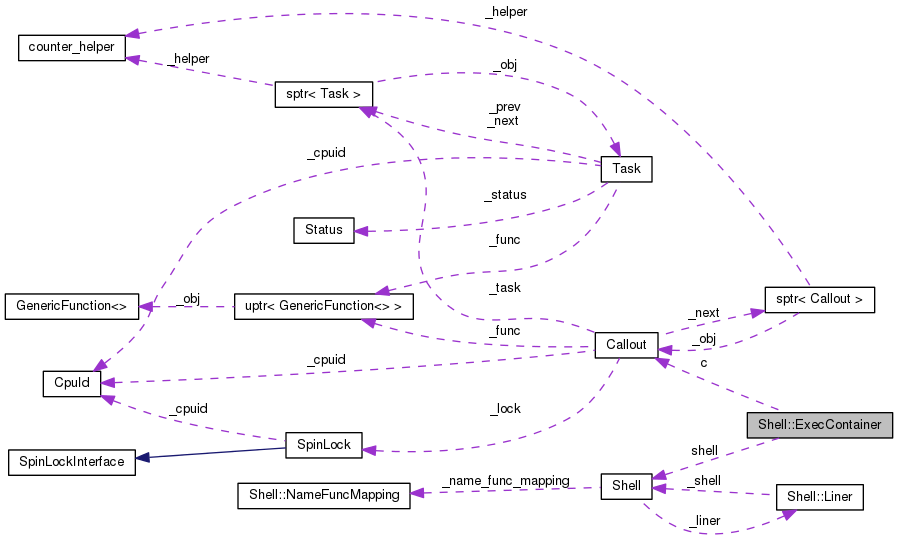 _helper
counter_helper
_helper
_obj
sptr< Task >
_prev
_next
_cpuid
Task
_status
Status
_func
_task
GenericFunction<>
_obj
uptr< GenericFunction<> >
sptr< Callout >
_next
_func
Callout
_obj
_cpuid
c
CpuId
_cpuid
_lock
Shell::ExecContainer
SpinLock
shell
SpinLockInterface
_name_func_mapping
Shell
_shell
Shell::NameFuncMapping
Shell::Liner
_liner